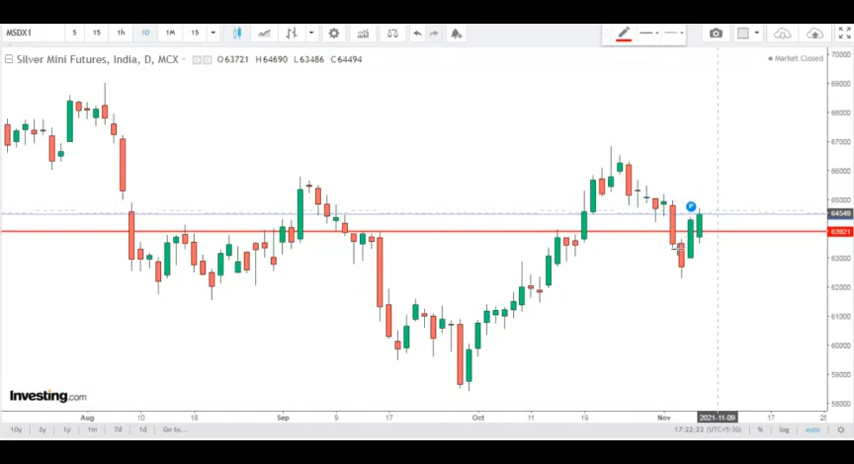 MSDX1 5 15 1h 1D 1M 15
Silver Mini Futures, India, D, MCX O63721 H64690 L63486 C64494
Market Closed
70000
69000
68000
67000
66000
65000
64549
63921
63000
62000
61000
60000
59000
58000
Investing.com
Aug 10 18 Sep 9 17 Oct 11 19 Nov 2021-11-09 17 25
10y 3y 1y 1m 7d 1d Go to... 17:22:22 (UTC+5:30) % log auto